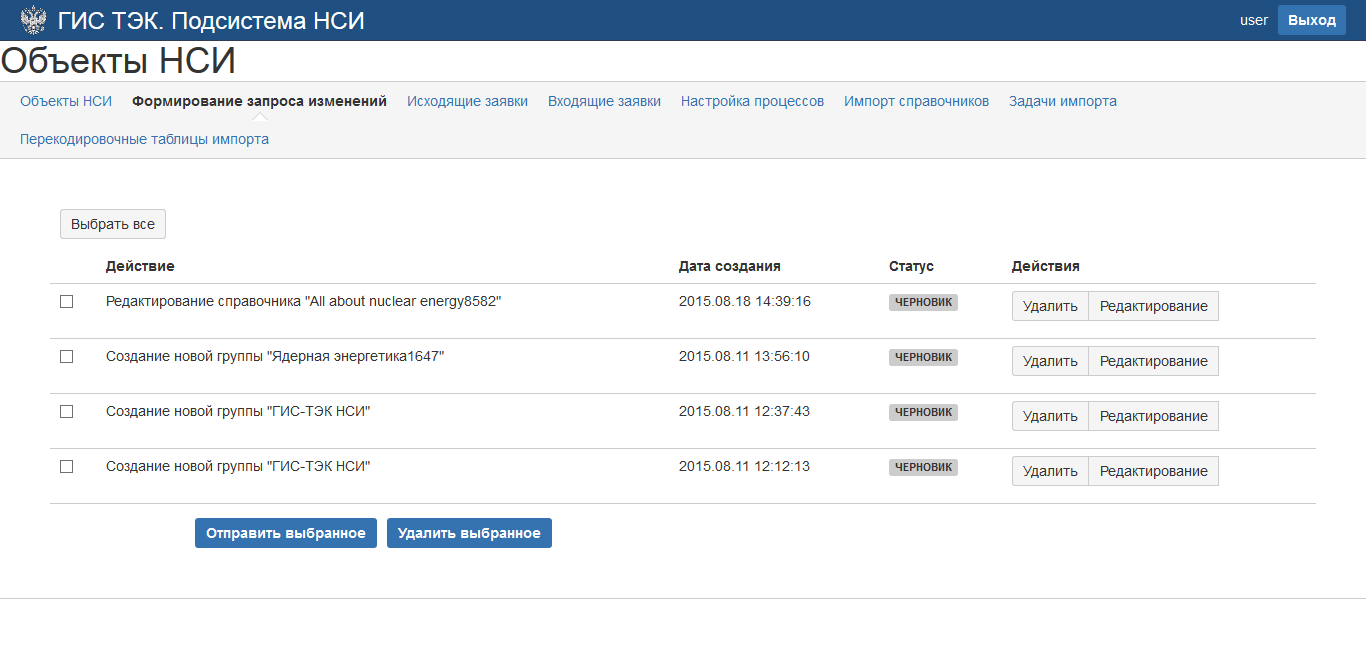 ГИС ТЭК. Подсистема НСИ user Выход
Объекты НСИ
Объекты НСИ Формирование запроса изменений Исходящие заявки Входящие заявки Настройка процессов Импорт справочников Задачи импорта
Перекодировочные таблицы импорта
Выбрать все
Действие Дата создания Статус Действия
Редактирование справочника "All about nuclear energy8582" 2015.08.18 14:39:16 ЧЕРНОВИК Удалить Редактирование
Создание новой группы "Ядерная энергетика1647" 2015.08.11 13:56:10 ЧЕРНОВИК Удалить Редактирование
Создание новой группы "ГИС-ТЭК НСИ" 2015.08.11 12:37:43 ЧЕРНОВИК Удалить Редактирование
Создание новой группы "ГИС-ТЭК НСИ" 2015.08.11 12:12:13 ЧЕРНОВИК Удалить Редактирование
Отправить выбранное Удалить выбранное